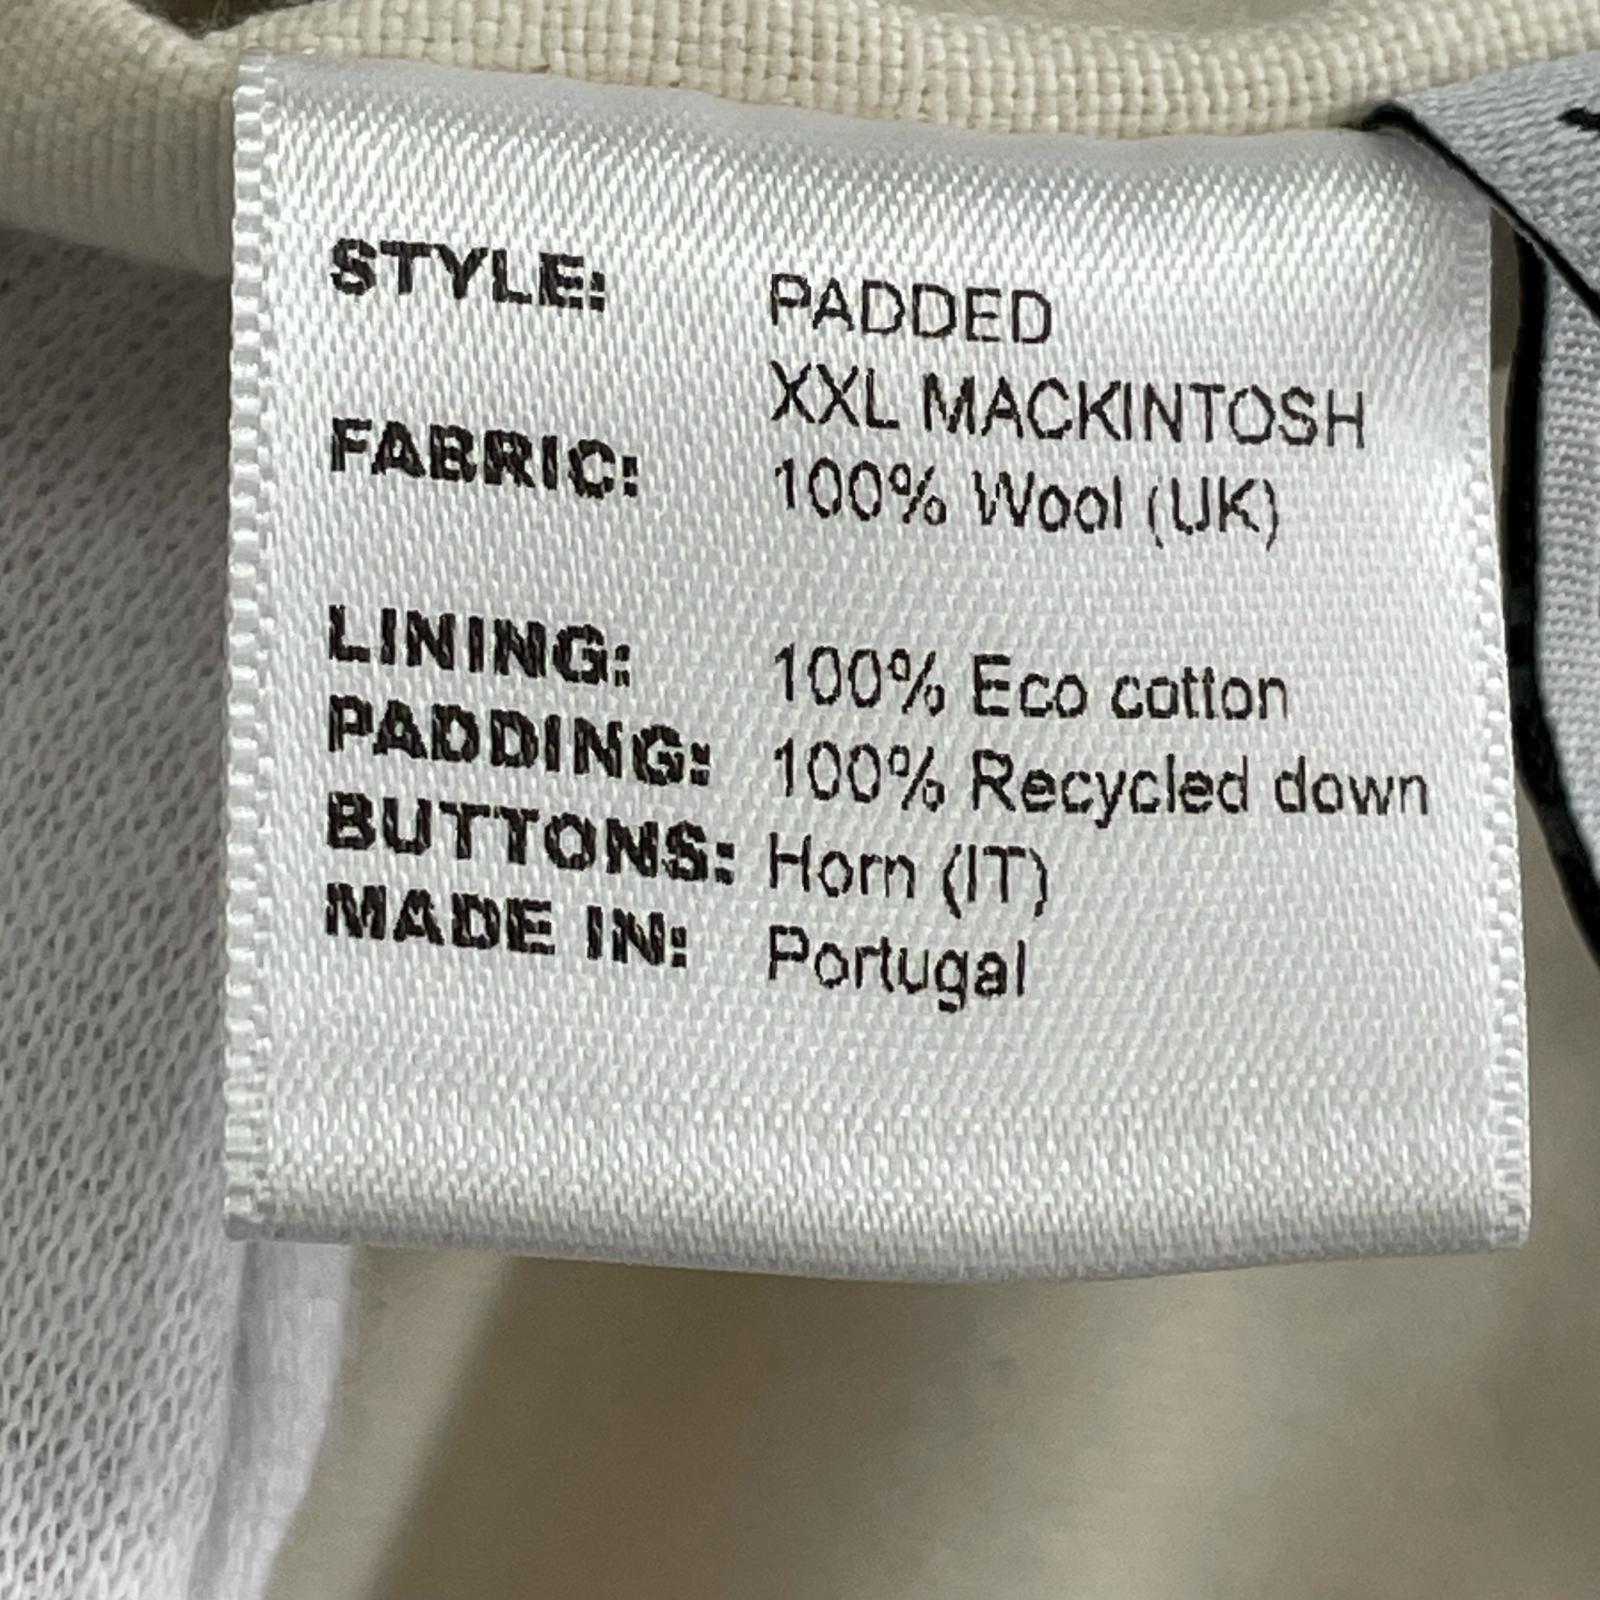 STYLE: PADDED
XXL MACKINTOSH
FABRIC: 100% Wool (UK)
LINING: 100% Eco cotton
PADDING: 100% Recycled down
BUTTONS: Horn (IT)
MADE IN: Portugal